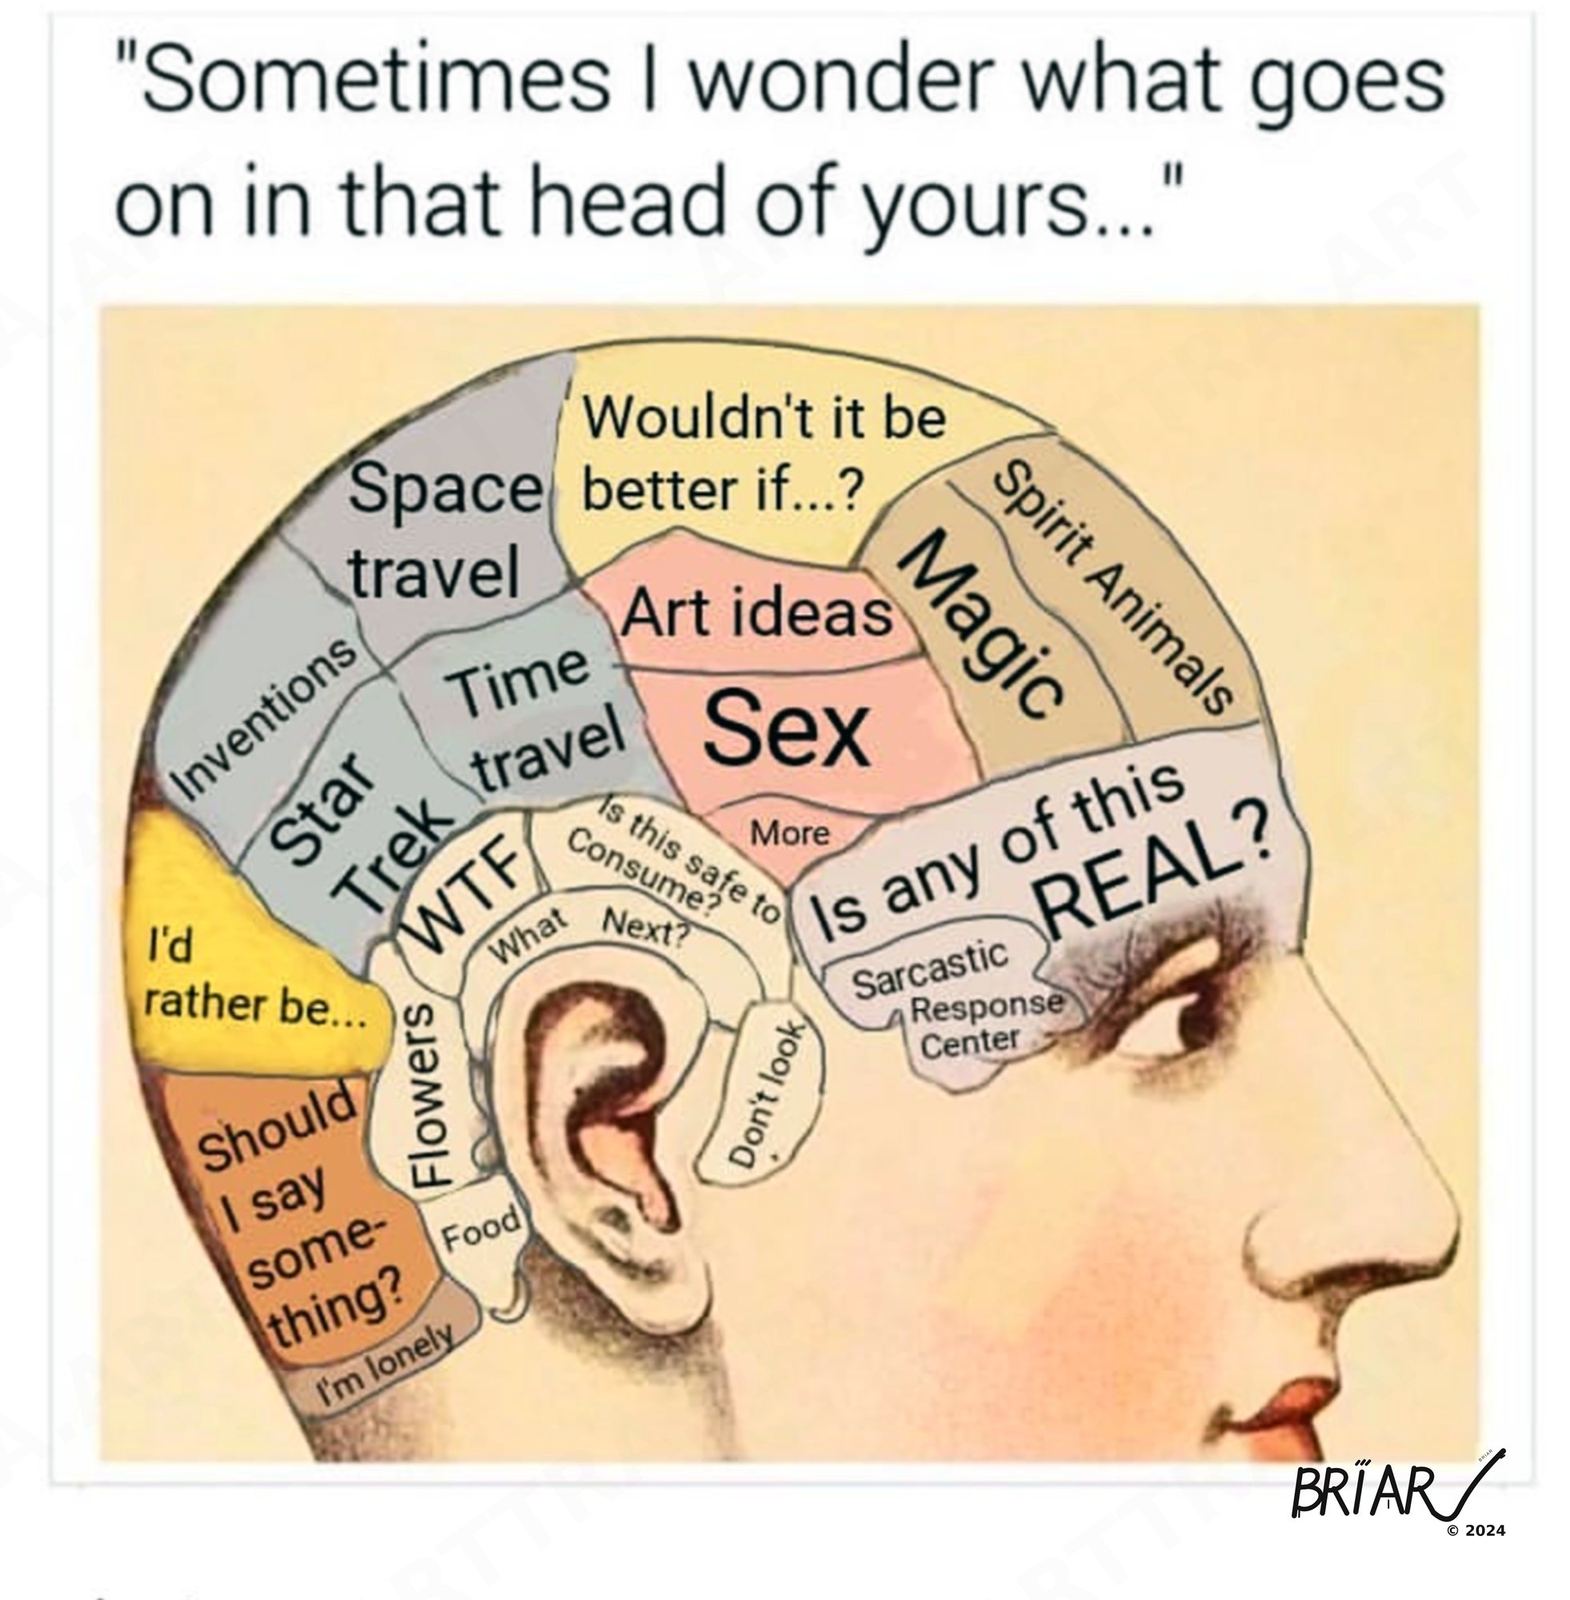 "Sometimes I wonder what goes
on in that head of yours..."
Wouldn't it be
better if...?
Space
travel
Spirit Animals
Magic
Art ideas
Sex
More
Time
travel
Inventions
Star
Trek
Is any of this
REAL?
Sarcastic
Response
Center
Is this safe to
Consume?
WTF
What Next?
I'd
rather be...
Flowers
Don't look
Should
I say
some-
thing?
Food
I'm lonely
BRÏAR
© 2024